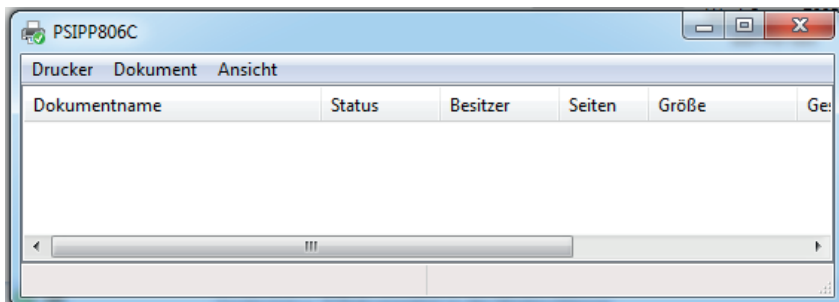 PSIPP806C
Drucker Dokument Ansicht
Dokumentname Status Besitzer Seiten Größe